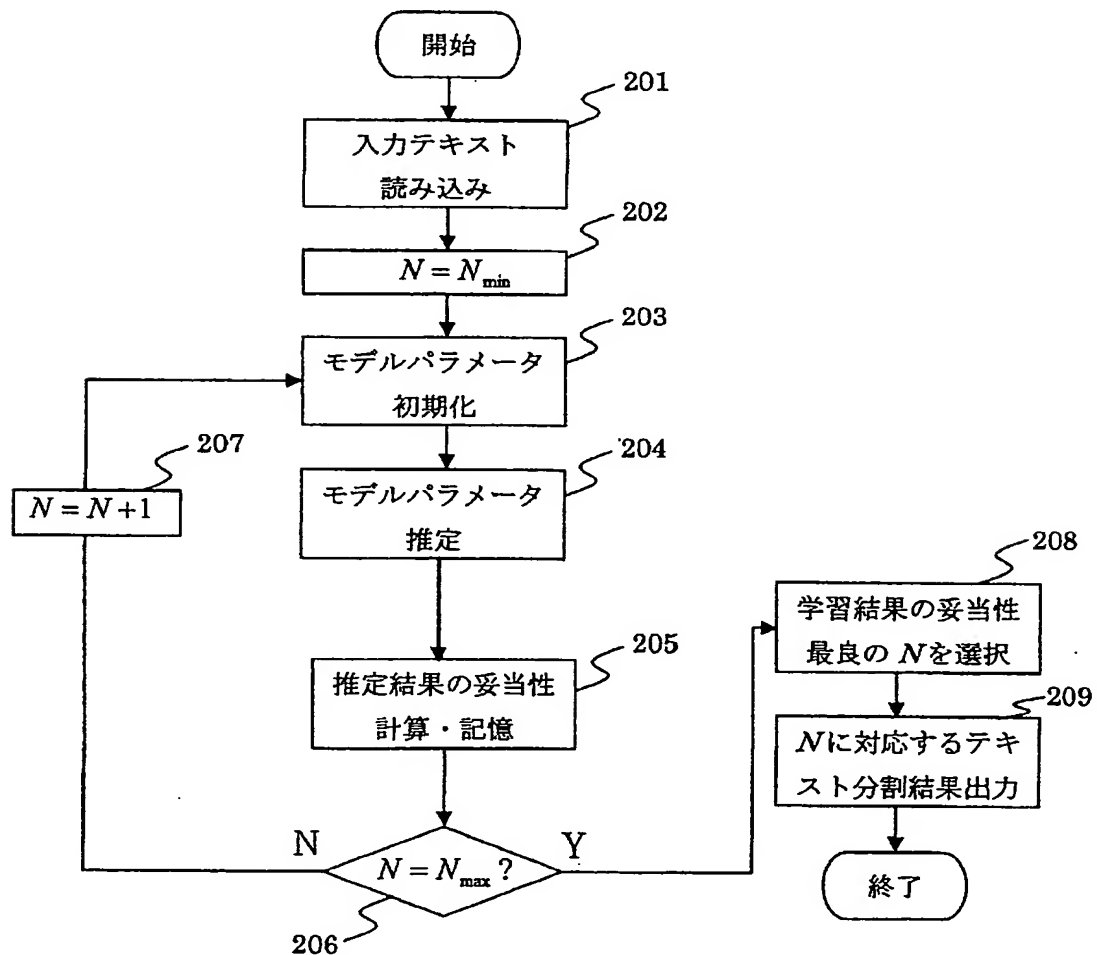 開始
201
入力テキスト
読み込み
202
N = N min
203
モデルパラメータ
初期化
207
N = N+1
204
モデルパラメータ
推定
205
推定結果の妥当性
計算・記憶
N
N = N max ?
Y
206
208
学習結果の妥当性
最良の N を選択
209
Nに対応するテキ
スト分割結果出力
終了